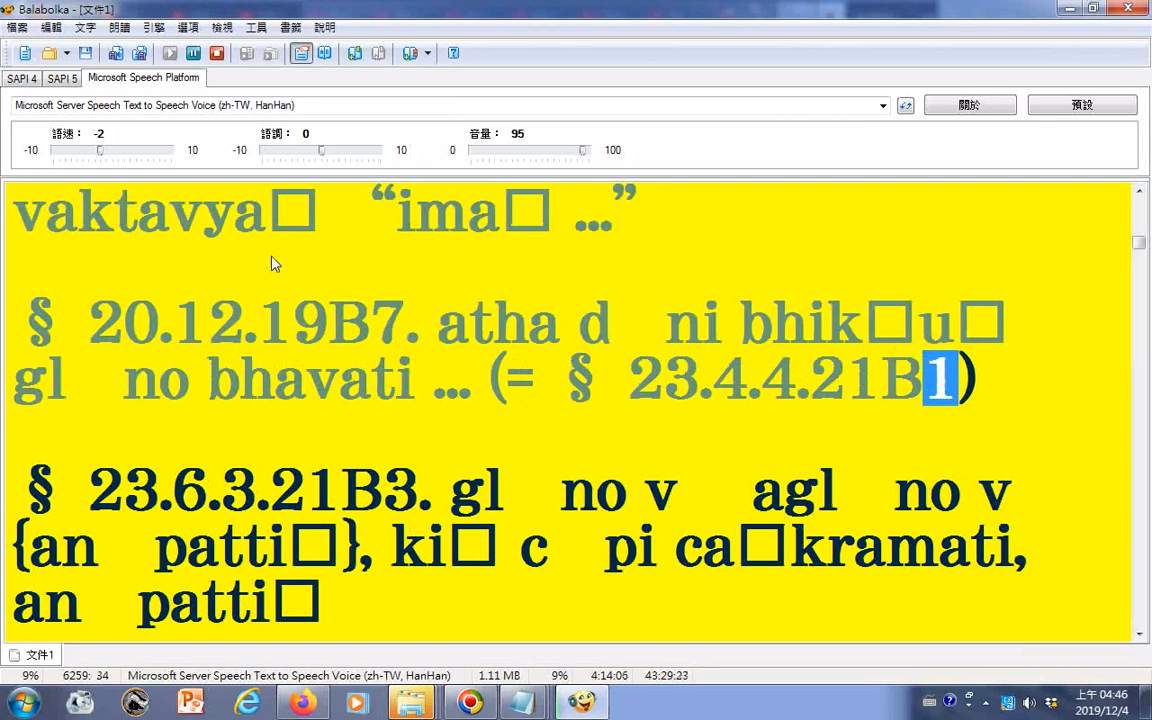 Balabolka - [文件1]
檔案 編輯 文字 朗讀 引擎 選項 檢視 工具 書籤 說明
SAPI 4 SAPI 5 Microsoft Speech Platform
Microsoft Server Speech Text to Speech Voice (zh-TW, HanHan) 關於 預設
語速： -2 語調： 0 音量： 95
-10 10 -10 10 0 100
vaktavya□ “ima□ ...”
§ 20.12.19B7. atha d ni bhik□u□
gl no bhavati ... (= § 23.4.4.21B1)
§ 23.6.3.21B3. gl no v agl no v
{an patti□}, ki□ c pi ca□kramati,
an patti□
文件1
9% 6259: 34 Microsoft Server Speech Text to Speech Voice (zh-TW, HanHan) 1.11 MB 9% 4:14:06 43:29:23
上午 04:46
2019/12/4